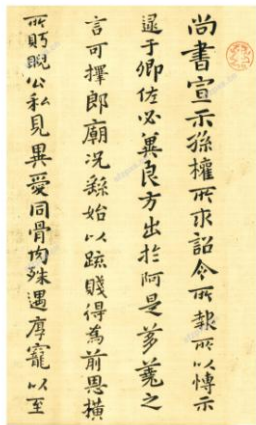 尚書宣示孫權所求詔令所報所以博示
逮于卿佐必冀良方出於阿是芻蕘之
言可擇郎廟況繇始以疏賤得為前恩橫
所眄睨公私見異愛同骨肉殊遇厚寵以至